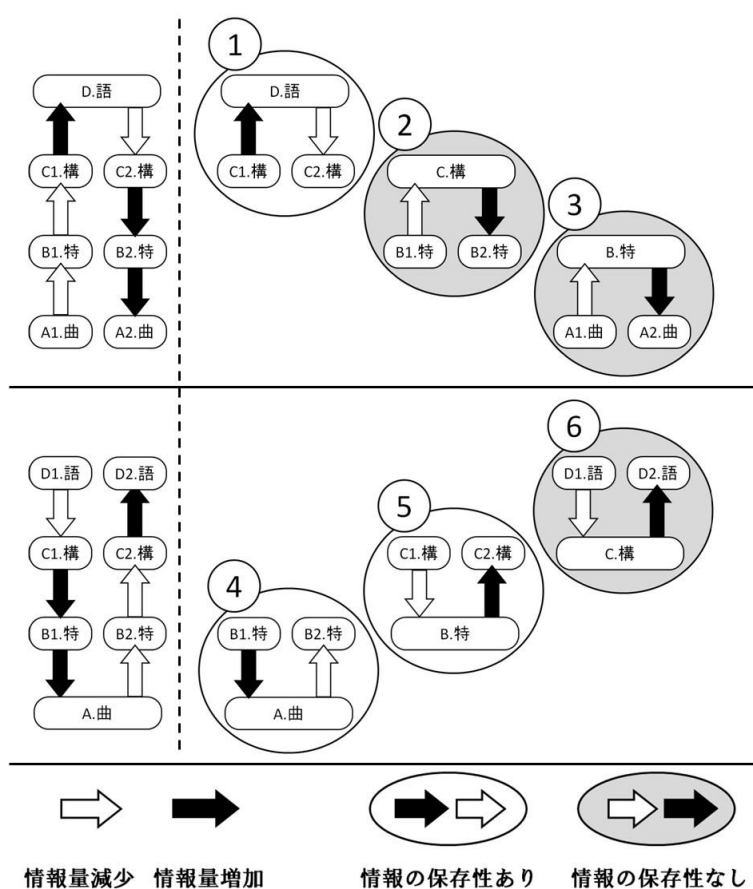 1
D.語
D.語
2
C1.構
C2.構
C1.構
C2.構
C.構
3
B1.特
B2.特
B1.特
B2.特
B.特
A1.曲
A2.曲
A1.曲
A2.曲
6
D1.語
D2.語
D1.語
D2.語
5
C1.構
C2.構
C1.構
C2.構
C.構
4
B1.特
B2.特
B1.特
B2.特
B.特
A.曲
A.曲
情報量減少
情報量増加
情報の保存性あり
情報の保存性なし